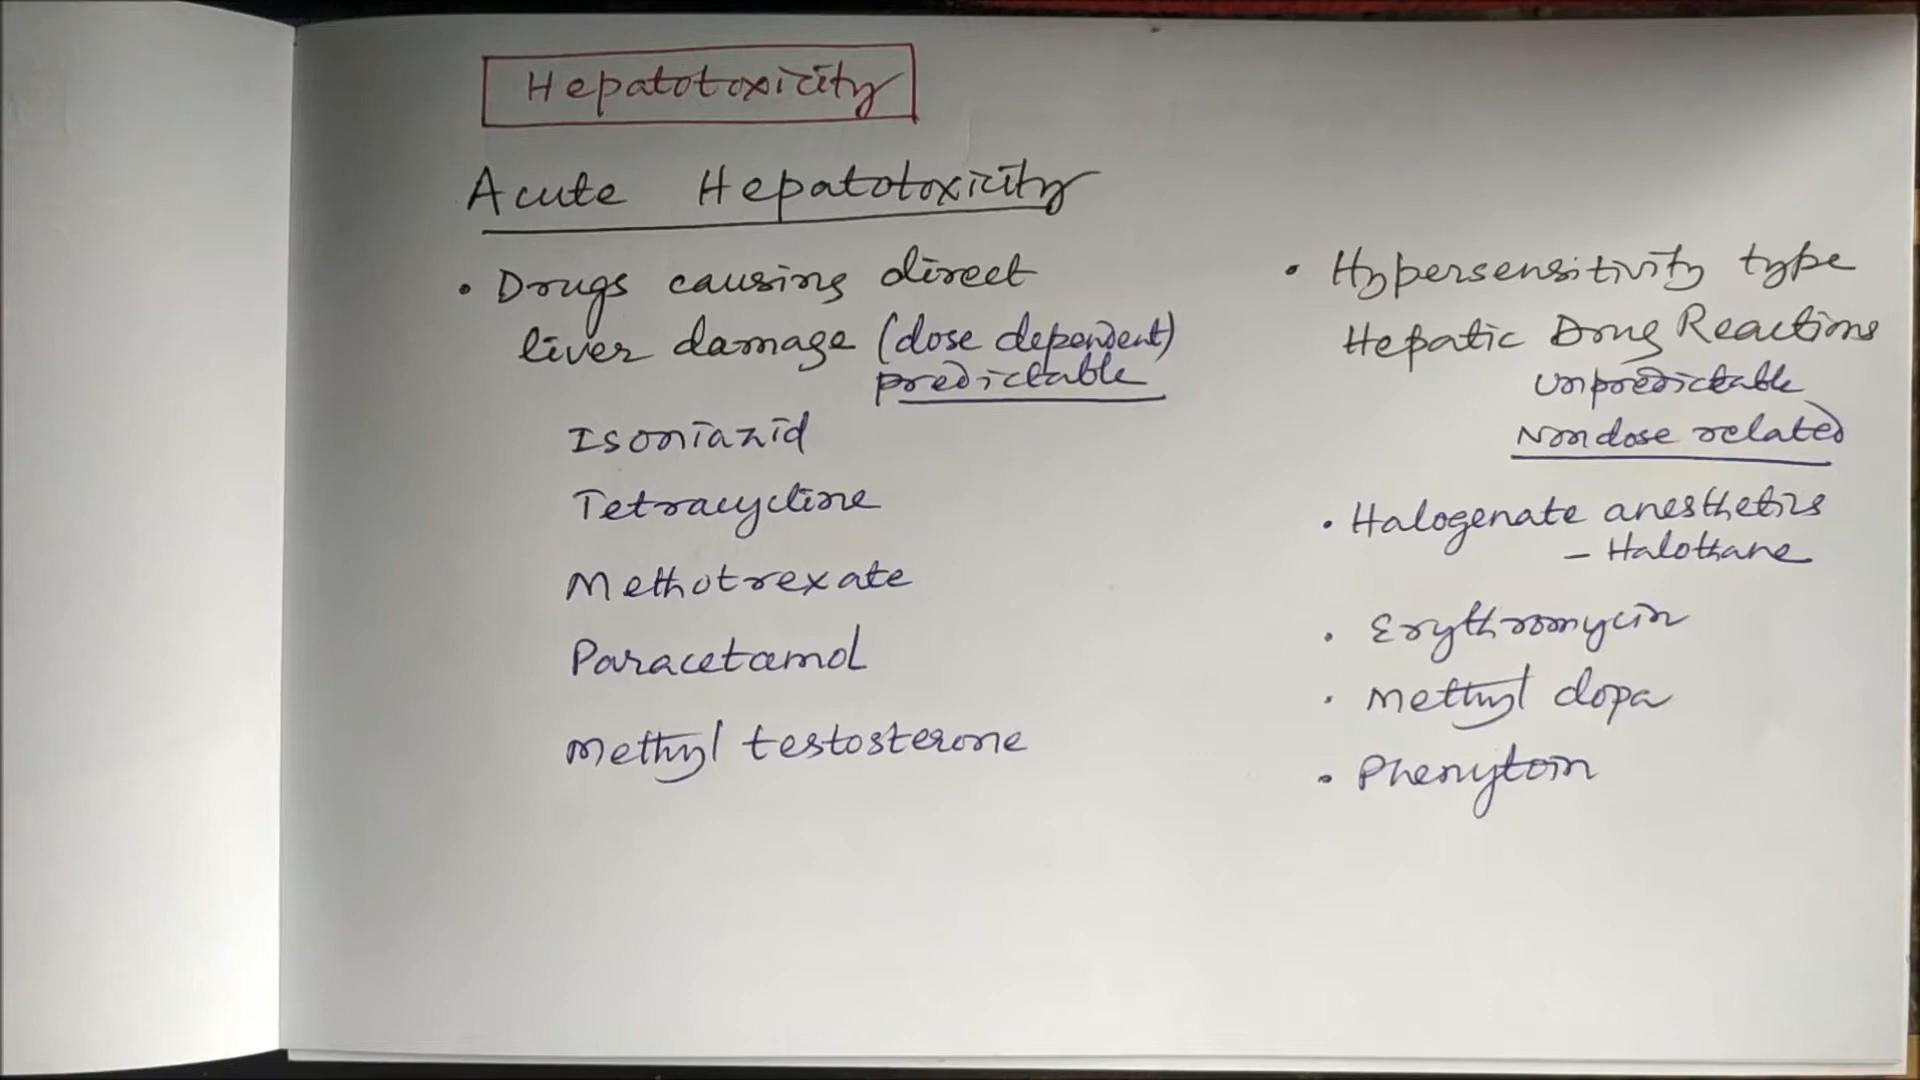 Hepatotoxicity
Acute Hepatotoxicity
• Drugs causing direct
liver damage (dose dependent)
predictable
Isoniazid
Tetracycline
Methotrexate
Paracetamol
Methyl testosterone
• Hypersensitivity type
Hepatic Drug Reactions
Unpredictable
Non dose related
• Halogenate anesthetics
- Halothane
• Erythromycin
• Methyl dopa
• Phenytoin